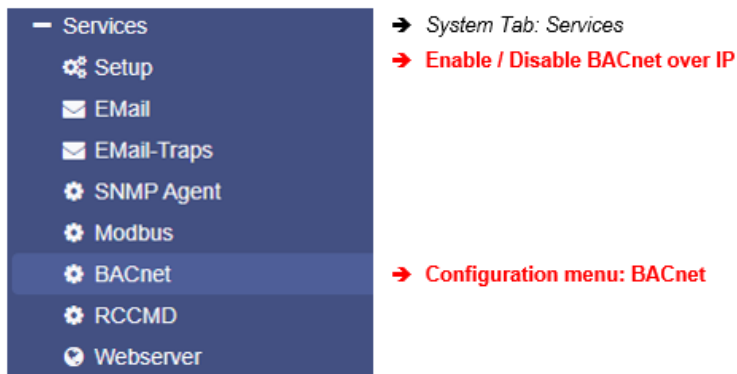 Services ➔ System Tab: Services
Setup ➔ Enable / Disable BACnet over IP
EMail
EMail-Traps
SNMP Agent
Modbus
BACnet ➔ Configuration menu: BACnet
RCCMD
Webserver